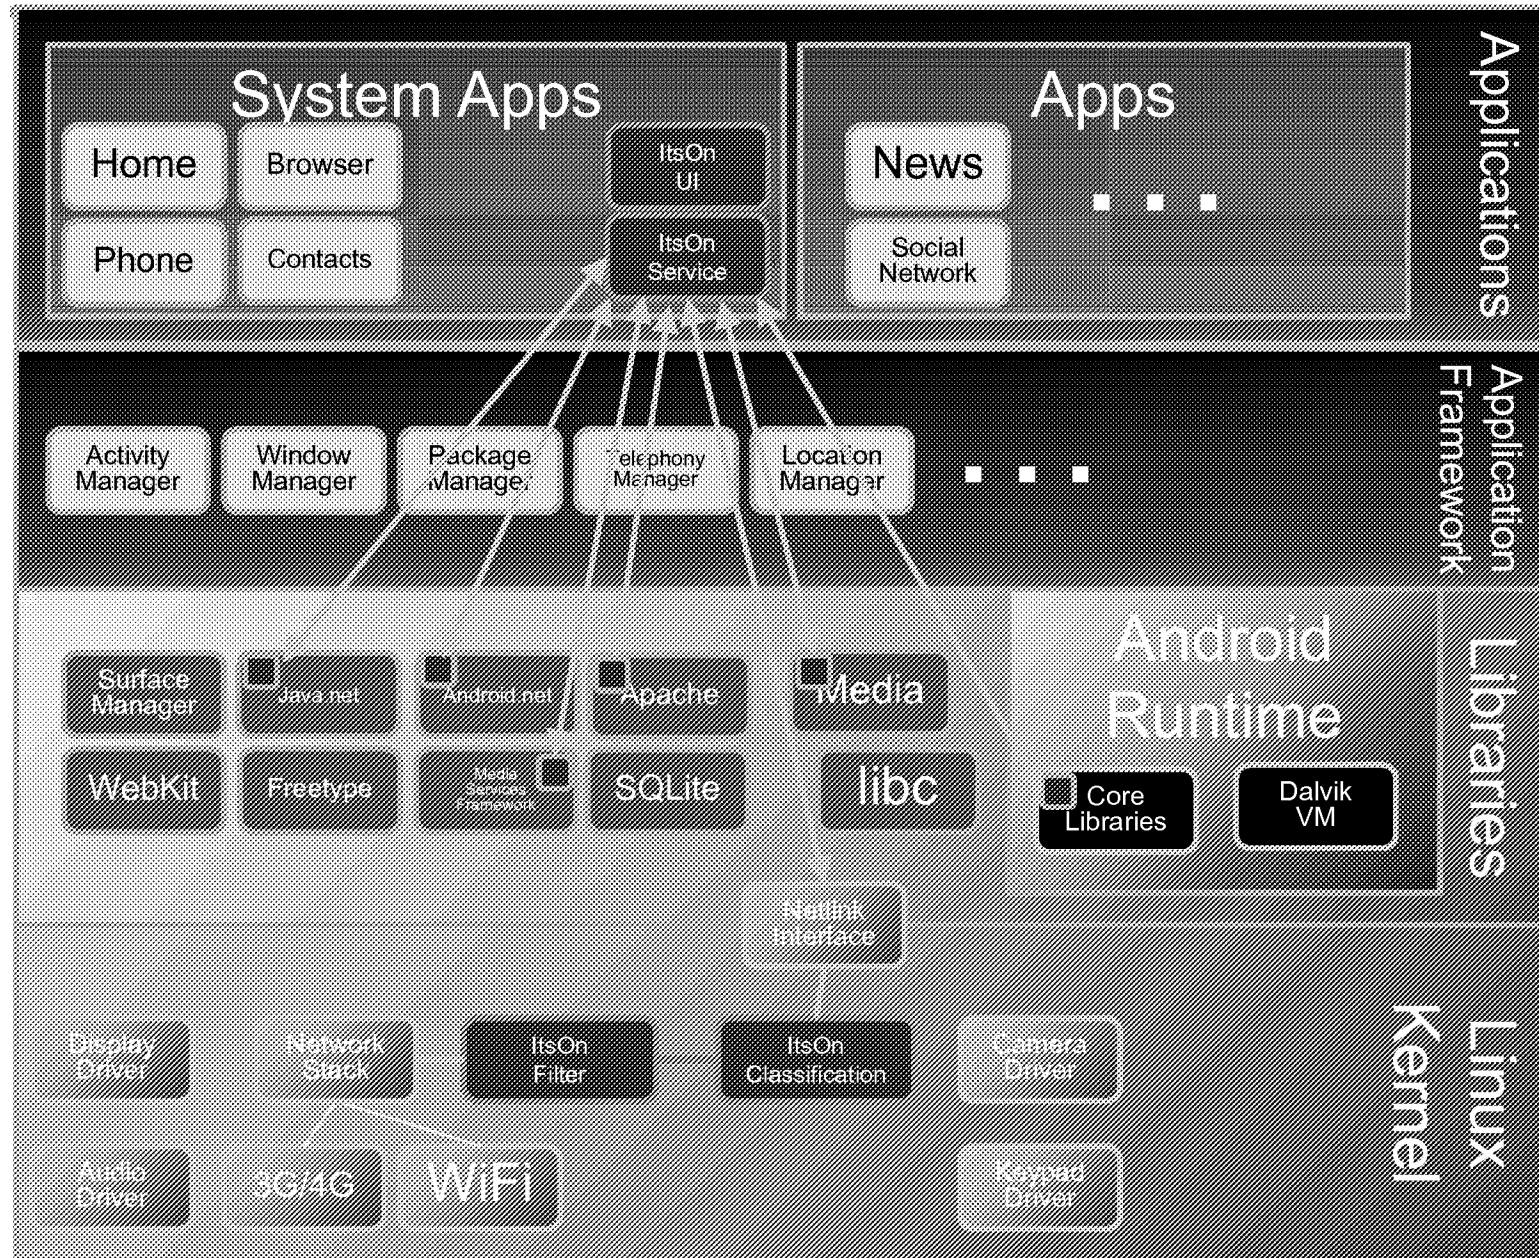 System Apps
Home
Browser
ItsOn
UI
Phone
Contacts
ItsOn
Service
Apps
News
Social
Network
Applications
Activity
Manager
Window
Manager
Package
Manager
Telephony
Manager
Location
Manager
Application
Framework
Surface
Manager
Java.net
Android.net
Apache
Media
WebKit
Freetype
Media
Services
Framework
SQLite
libc
Android
Runtime
Core
Libraries
Dalvik
VM
Libraries
Netlink
Interface
Display
Driver
Network
Stack
ItsOn
Filter
ItsOn
Classification
Camera
Driver
Audio
Driver
3G/4G
WiFi
Keypad
Driver
Linux
Kernel